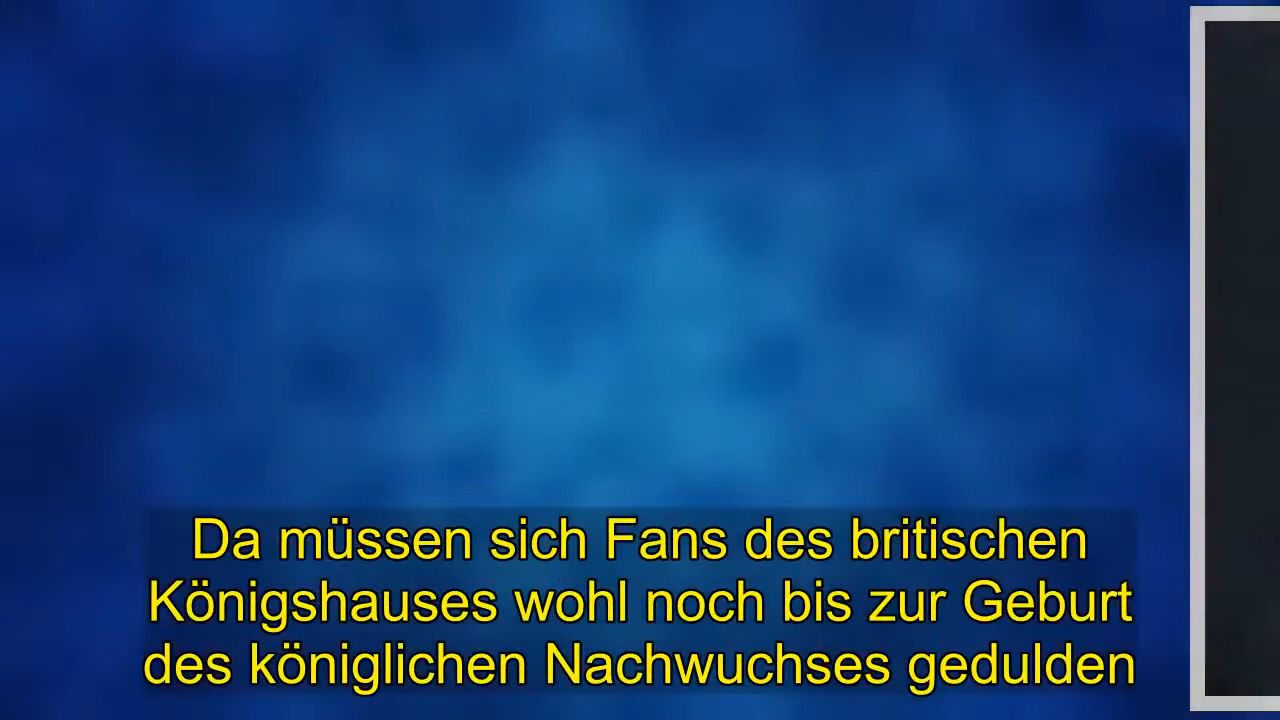 Da müssen sich Fans des britischen
Königshauses wohl noch bis zur Geburt
des königlichen Nachwuchses gedulden